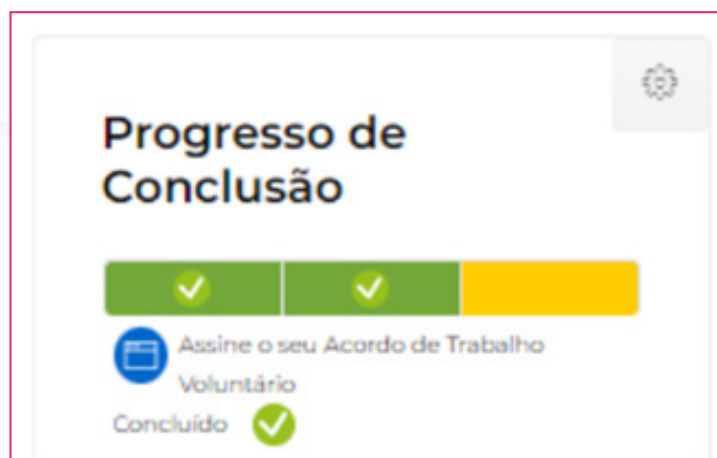 Progresso de
Conclusão
Assine o seu Acordo de Trabalho
Voluntário
Concluído